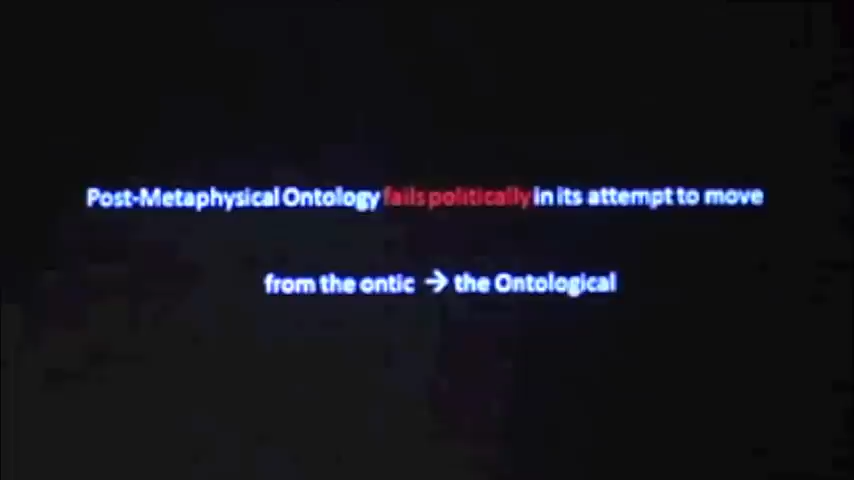 Post-Metaphysical Ontology fails politically in its attempt to move
from the ontic → the Ontological